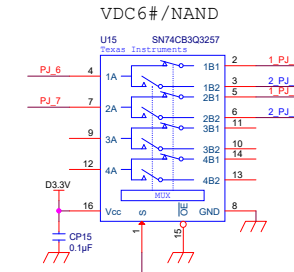 VDC6#/NAND
U15 SN74CB3Q3257
Texas Instruments
PJ_6 4 1A 1B1 2 1_PJ
1B2 3 2_PJ
PJ_7 7 2A 2B1 5 1_PJ
2B2 6 2_PJ
9 3A 3B1 11
3B2 10
12 4A 4B1 14
4B2 13
D3.3V MUX
16 Vcc S OE GND 8
CP15 1 15
0.1µF